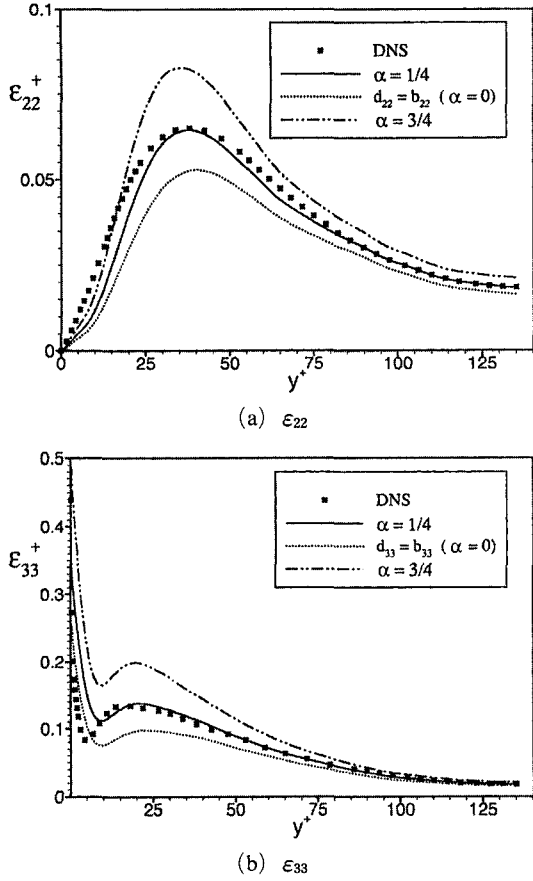 0.1
ε22+
0.05
0
DNS
α = 1/4
d22 = b22 ( α = 0)
α = 3/4
0 25 50 75 100 125
y+
(a) ε22
0.5
0.4
ε33+
0.3
0.2
0.1
0
DNS
α = 1/4
d33 = b33 ( α = 0)
α = 3/4
0 25 50 75 100 125
y+
(b) ε33